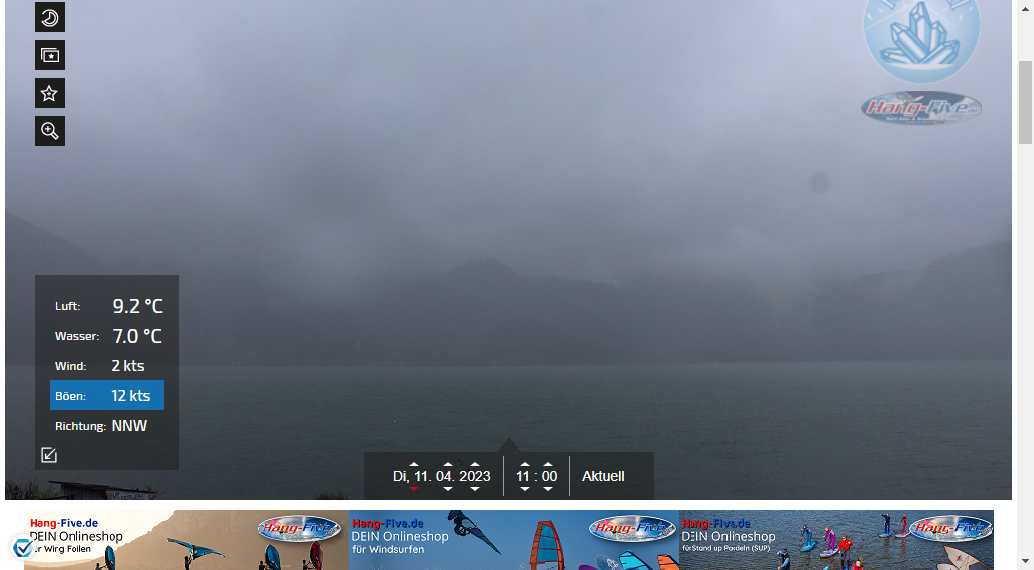 Hang-Five
Luft: 9.2 °C
Wasser: 7.0 °C
Wind: 2 kts
Böen: 12 kts
Richtung: NNW
Di, 11. 04. 2023 11 : 00 Aktuell
Hang-Five.de
DEIN Onlineshop
für Wing Foilen
Hang-Five
Hang-Five.de
DEIN Onlineshop
für Windsurfen
Hang-Five
Hang-Five.de
DEIN Onlineshop
für Stand up Paddeln (SUP)
Hang-Five